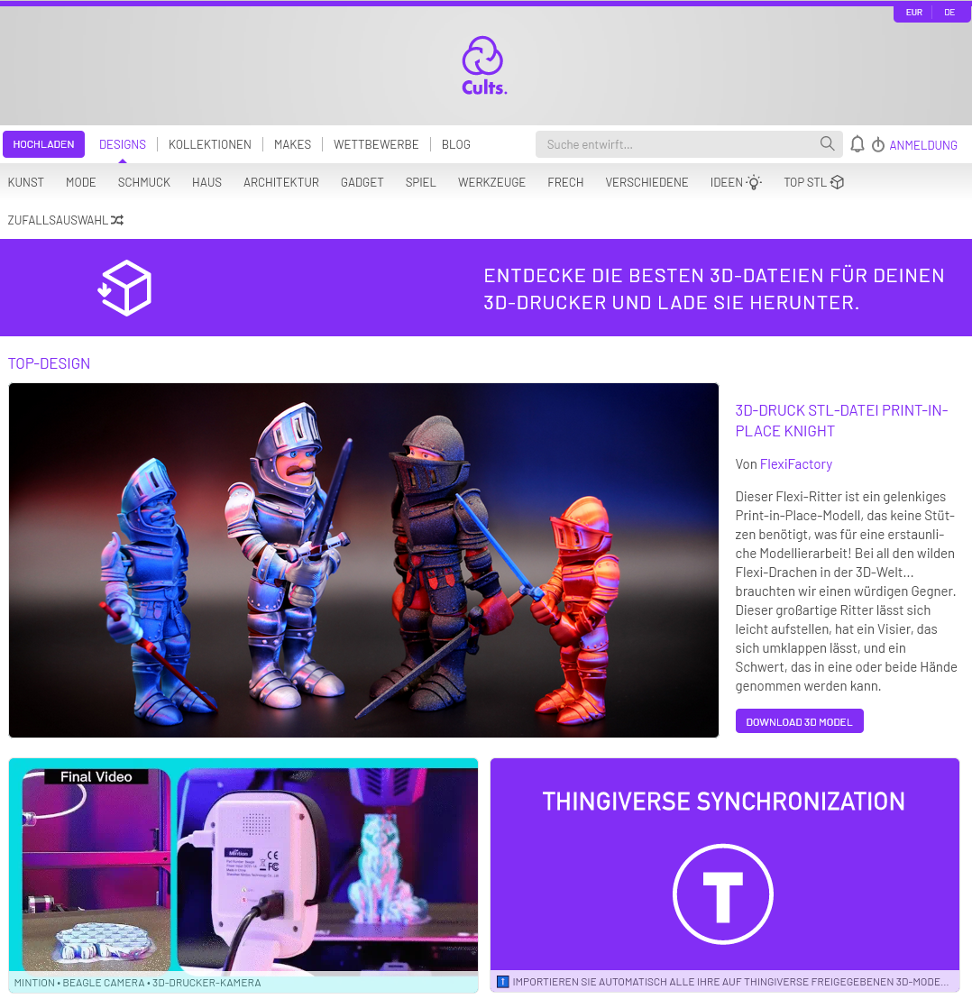 EUR DE
Cults.
HOCHLADEN DESIGNS KOLLEKTIONEN MAKES WETTBEWERBE BLOG Suche entwirft... ANMELDUNG
KUNST MODE SCHMUCK HAUS ARCHITEKTUR GADGET SPIEL WERKZEUGE FRECH VERSCHIEDENE IDEEN TOP STL
ZUFALLSAUSWAHL
ENTDECKE DIE BESTEN 3D-DATEIEN FÜR DEINEN
3D-DRUCKER UND LADE SIE HERUNTER.
TOP-DESIGN
3D-DRUCK STL-DATEI PRINT-IN-
PLACE KNIGHT
Von FlexiFactory
Dieser Flexi-Ritter ist ein gelenkiges
Print-in-Place-Modell, das keine Stüt-
zen benötigt, was für eine erstaunli-
che Modellierarbeit! Bei all den wilden
Flexi-Drachen in der 3D-Welt...
brauchten wir einen würdigen Gegner.
Dieser großartige Ritter lässt sich
leicht aufstellen, hat ein Visier, das
sich umklappen lässt, und ein
Schwert, das in eine oder beide Hände
genommen werden kann.
DOWNLOAD 3D MODEL
Final Video
Mintion
MINTION • BEAGLE CAMERA • 3D-DRUCKER-KAMERA
THINGIVERSE SYNCHRONIZATION
T
IMPORTIEREN SIE AUTOMATISCH ALLE IHRE AUF THINGIVERSE FREIGEGEBENEN 3D-MODE...